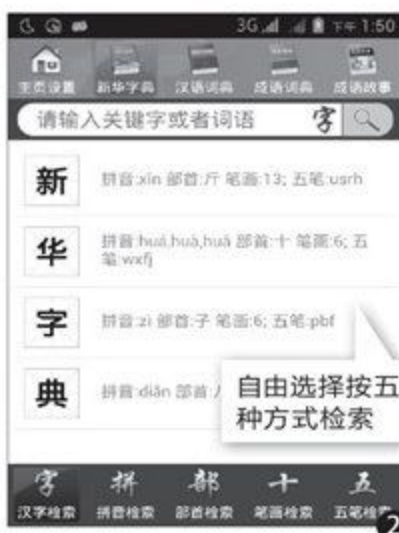 3G 下午 1:50
主页设置 新华字典 汉语词典 成语词典 成语故事
请输入关键字或者词语 字
新 拼音:xīn 部首:斤 笔画:13; 五笔:usrh
华 拼音:huá,huà,huā 部首:十 笔画:6; 五
笔:wxfj
字 拼音:zì 部首:子 笔画:6; 五笔:pbf
典 拼音:diǎn 部首:八
自由选择按五
种方式检索
字 拼 部 十 五
汉字检索 拼音检索 部首检索 笔画检索 五笔检索
2